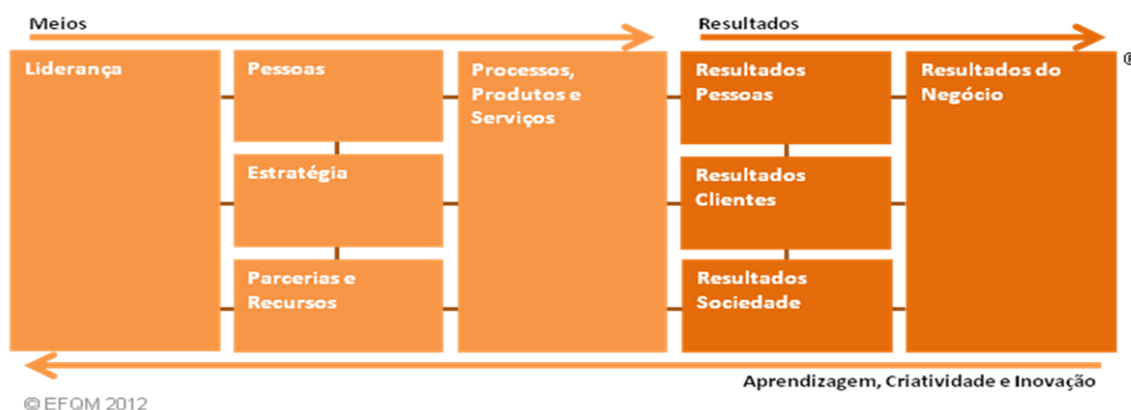 Meios
Resultados
Liderança
Pessoas
Processos,
Produtos e
Serviços
Resultados
Pessoas
Resultados do
Negócio
®
Estratégia
Resultados
Clientes
Parcerias e
Recursos
Resultados
Sociedade
Aprendizagem, Criatividade e Inovação
© EFQM 2012